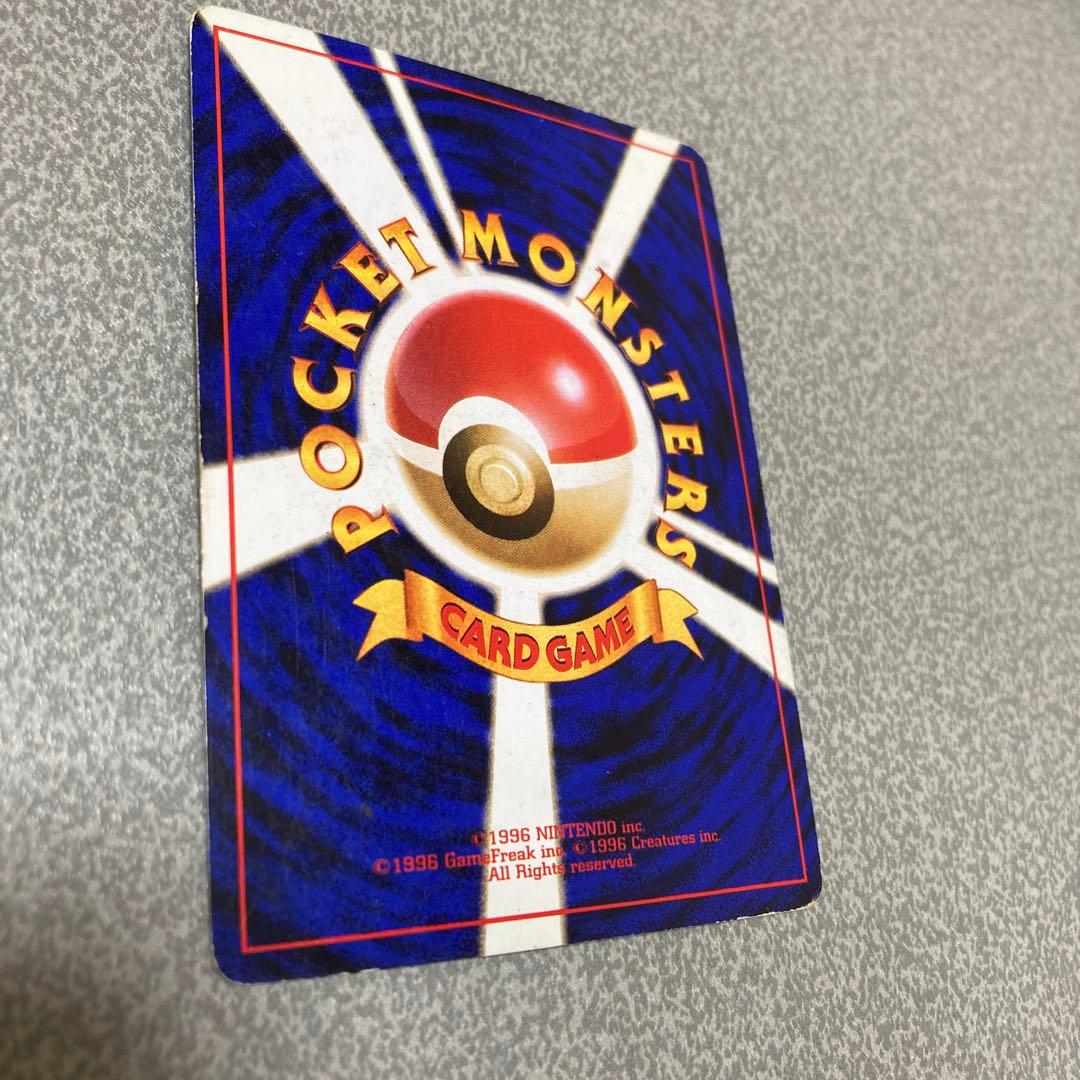 POCKET MONSTERS
CARD GAME
©1996 NINTENDO inc.
©1996 GameFreak inc. ©1996 Creatures inc.
All Rights reserved.